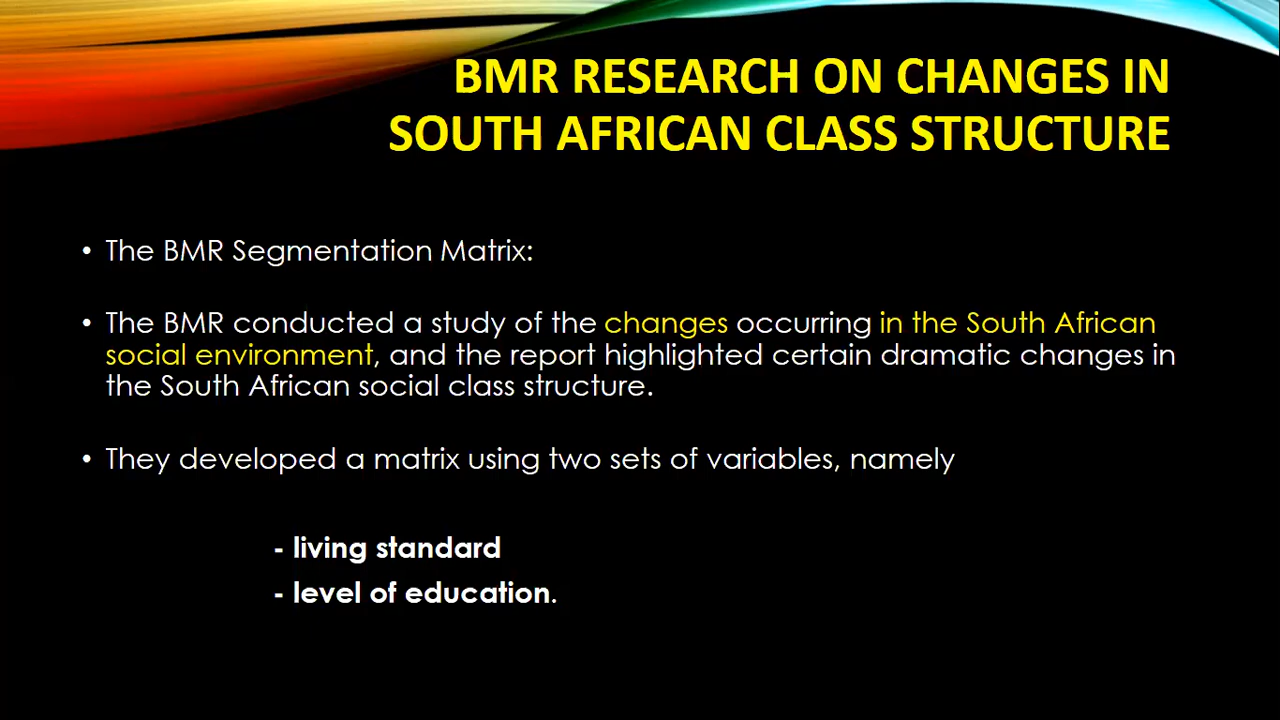 BMR RESEARCH ON CHANGES IN
SOUTH AFRICAN CLASS STRUCTURE
• The BMR Segmentation Matrix:
• The BMR conducted a study of the changes occurring in the South African
social environment, and the report highlighted certain dramatic changes in
the South African social class structure.
• They developed a matrix using two sets of variables, namely
- living standard
- level of education.